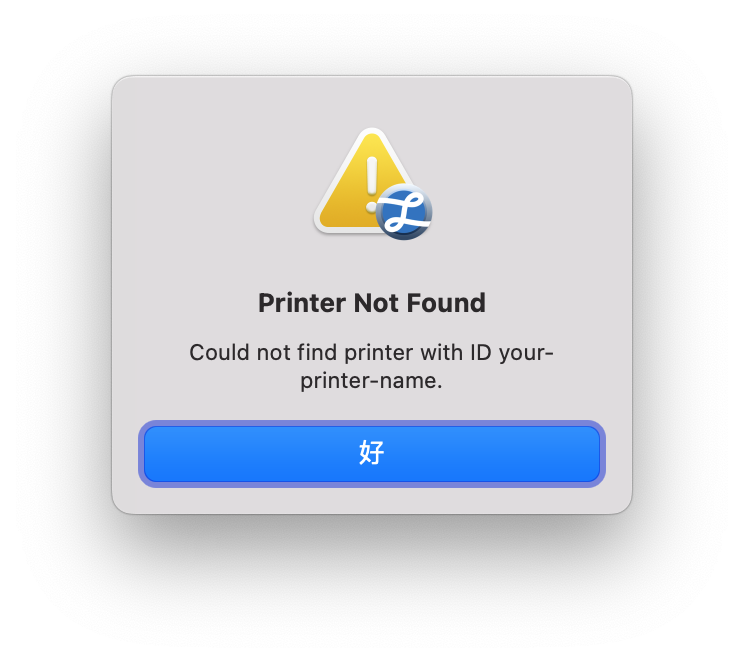 Printer Not Found
Could not find printer with ID your-
printer-name.
好